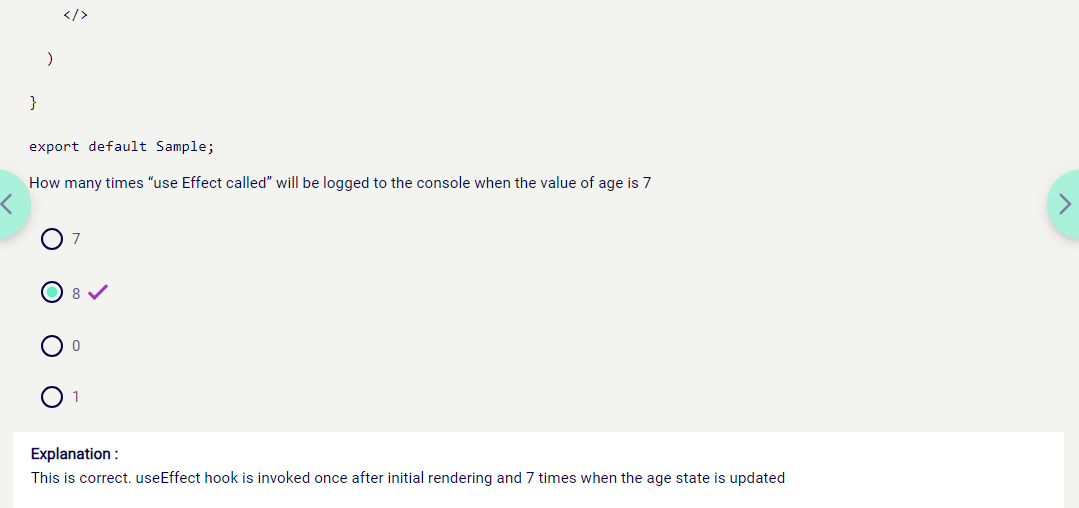 </>
)
}
export default Sample;
How many times “use Effect called” will be logged to the console when the value of age is 7
7
8
0
1
Explanation :
This is correct. useEffect hook is invoked once after initial rendering and 7 times when the age state is updated